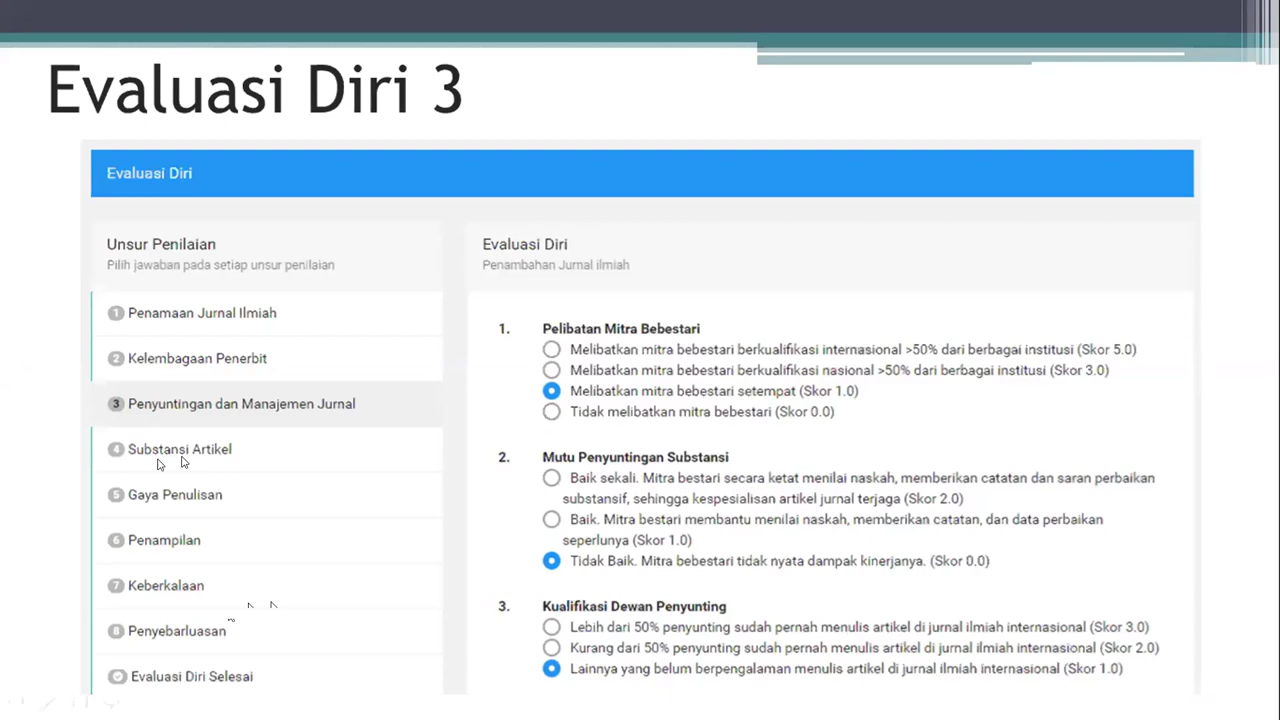 Evaluasi Diri 3
Evaluasi Diri
Unsur Penilaian
Pilih jawaban pada setiap unsur penilaian
1 Penamaan Jurnal Ilmiah
2 Kelembagaan Penerbit
3 Penyuntingan dan Manajemen Jurnal
4 Substansi Artikel
5 Gaya Penulisan
6 Penampilan
7 Keberkalaan
8 Penyebarluasan
Evaluasi Diri Selesai
Evaluasi Diri
Penambahan Jurnal ilmiah
1. Pelibatan Mitra Bebestari
Melibatkan mitra bebestari berkualifikasi internasional >50% dari berbagai institusi (Skor 5.0)
Melibatkan mitra bebestari berkualifikasi nasional >50% dari berbagai institusi (Skor 3.0)
Melibatkan mitra bebestari setempat (Skor 1.0)
Tidak melibatkan mitra bebestari (Skor 0.0)
2. Mutu Penyuntingan Substansi
Baik sekali. Mitra bestari secara ketat menilai naskah, memberikan catatan dan saran perbaikan
substansif, sehingga kespesialisan artikel jurnal terjaga (Skor 2.0)
Baik. Mitra bestari membantu menilai naskah, memberikan catatan, dan data perbaikan
seperlunya (Skor 1.0)
Tidak Baik. Mitra bebestari tidak nyata dampak kinerjanya. (Skor 0.0)
3. Kualifikasi Dewan Penyunting
Lebih dari 50% penyunting sudah pernah menulis artikel di jurnal ilmiah internasional (Skor 3.0)
Kurang dari 50% penyunting sudah pernah menulis artikel di jurnal ilmiah internasional (Skor 2.0)
Lainnya yang belum berpengalaman menulis artikel di jurnal ilmiah internasional (Skor 1.0)